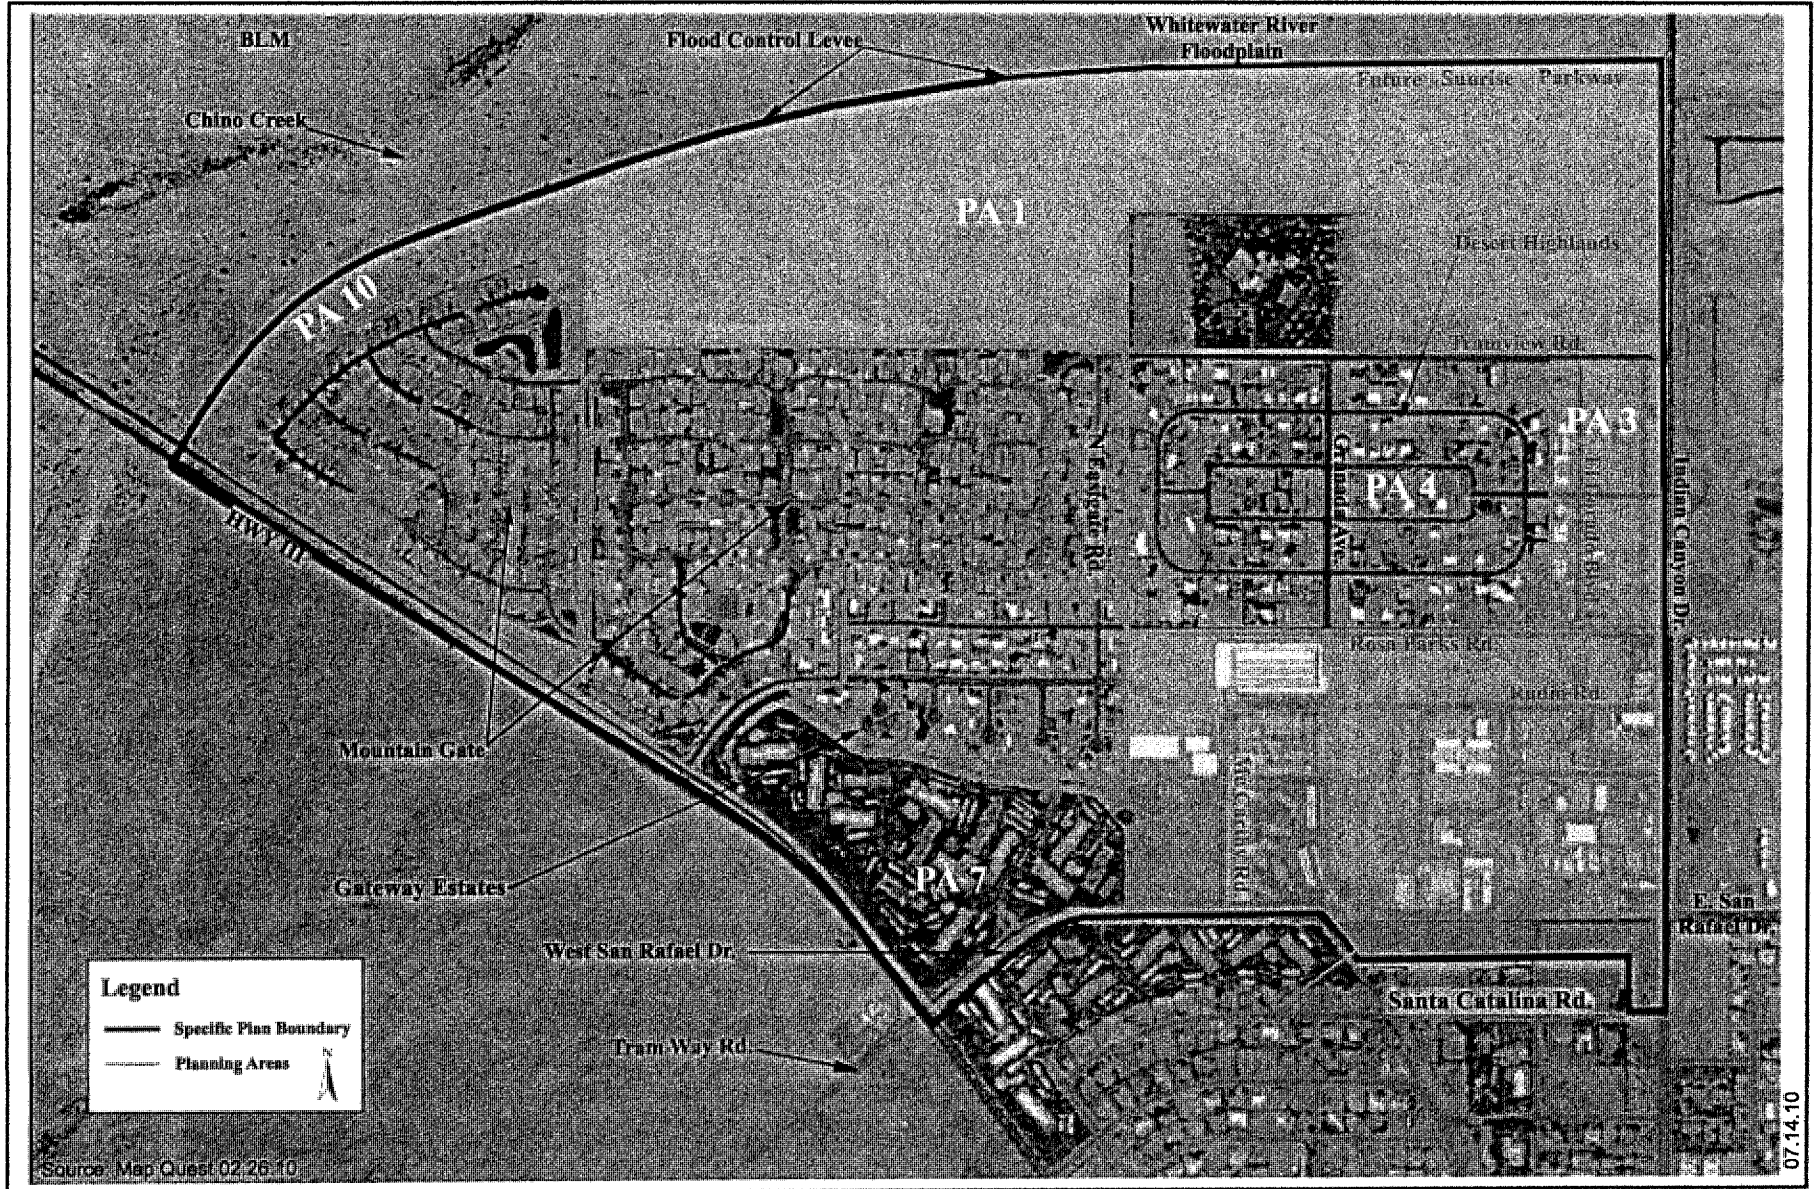 BLM
Flood Control Levee
Whitewater River
Floodplain
Future Sunrise Parkway
Chino Creek
PA 1
Desert Highlands
PA 10
Tramview Rd.
PA 3
N Eastgate Rd.
Granada Ave.
PA 4
Indian Canyon Dr.
HWY 111
Rosa Parks Rd.
Mountain Gate
McCarthy Rd.
Gateway Estates
PA 7
E. San
Rafael Dr.
West San Rafael Dr.
Santa Catalina Rd.
Tram Way Rd.
Legend
Specific Plan Boundary
Planning Areas
N
Source: Map Quest 02.26.10
07.14.10